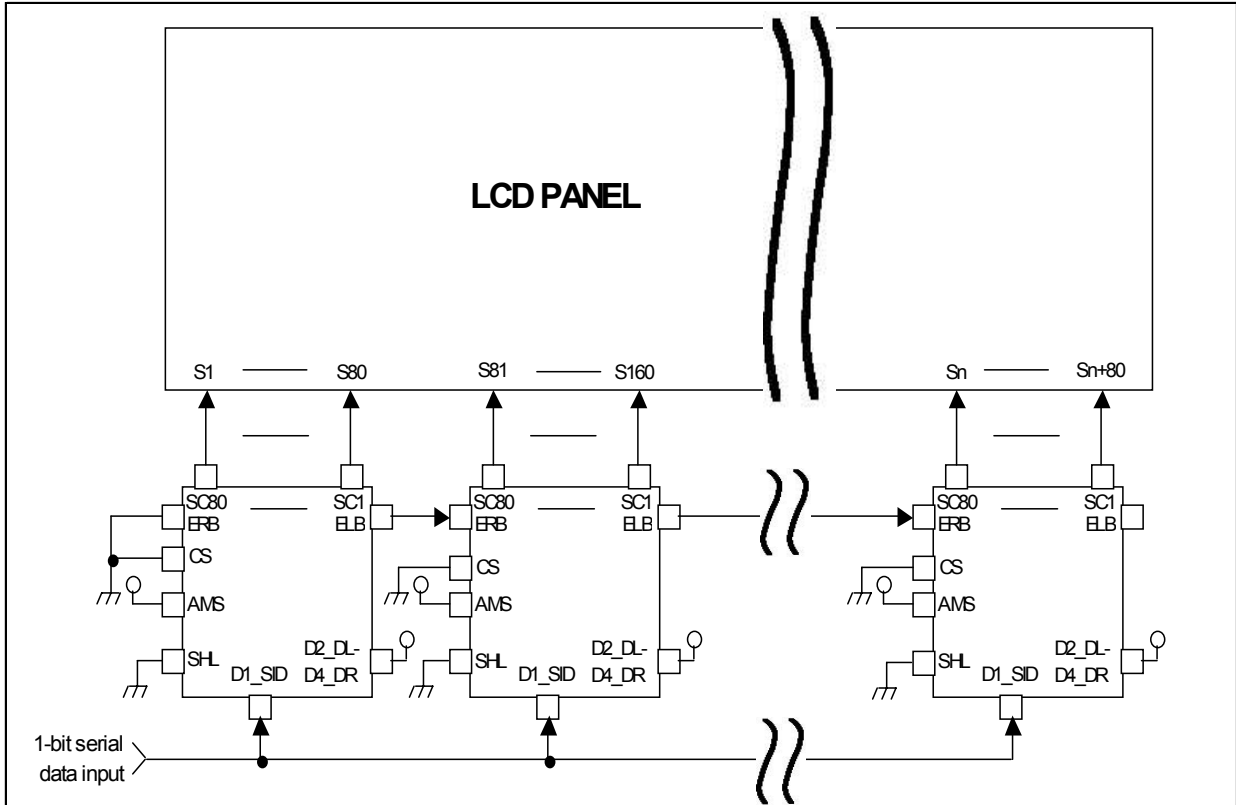 LCD PANEL
S1 S80 S81 S160 Sn Sn+80
SC80 SC1 SC80 SC1 SC80 SC1
ERB ELB ERB ELB ERB ELB
CS CS CS
AMS AMS AMS
SHL D2_DL- SHL D2_DL- SHL D2_DL-
D1_SID D4_DR D1_SID D4_DR D1_SID D4_DR
1-bit serial
data input